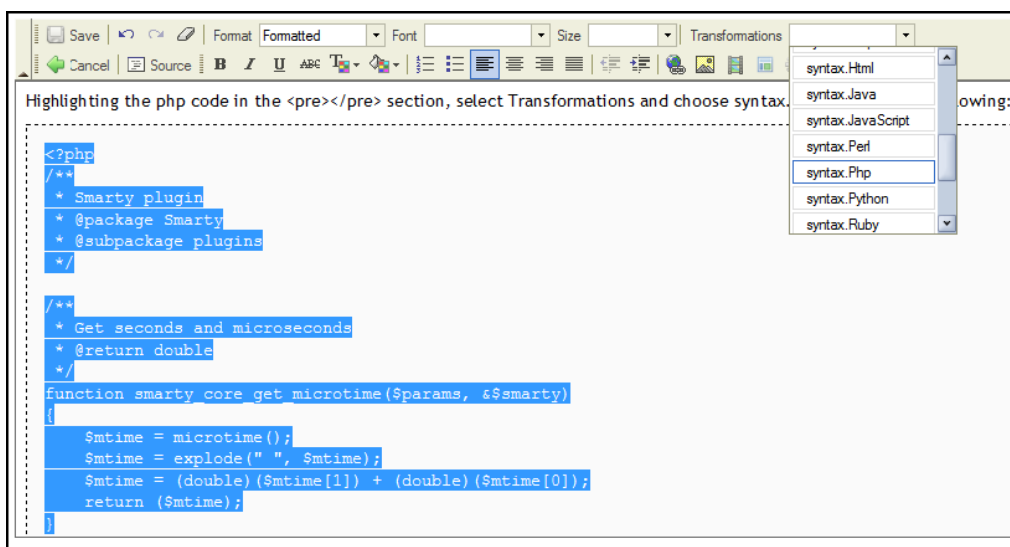 Save Format Formatted Font Size Transformations
Cancel Source B I U ABC T
syntax.Html
syntax.Java
syntax.JavaScript
syntax.Perl
syntax.Php
syntax.Python
syntax.Ruby
Highlighting the php code in the <pre></pre> section, select Transformations and choose syntax. owing:
<?php
/**
 * Smarty plugin
 * @package Smarty
 * @subpackage plugins
 */
/**
 * Get seconds and microseconds
 * @return double
 */
function smarty_core_get_microtime($params, &$smarty)
{
    $mtime = microtime();
    $mtime = explode(" ", $mtime);
    $mtime = (double)($mtime[1]) + (double)($mtime[0]);
    return ($mtime);
}